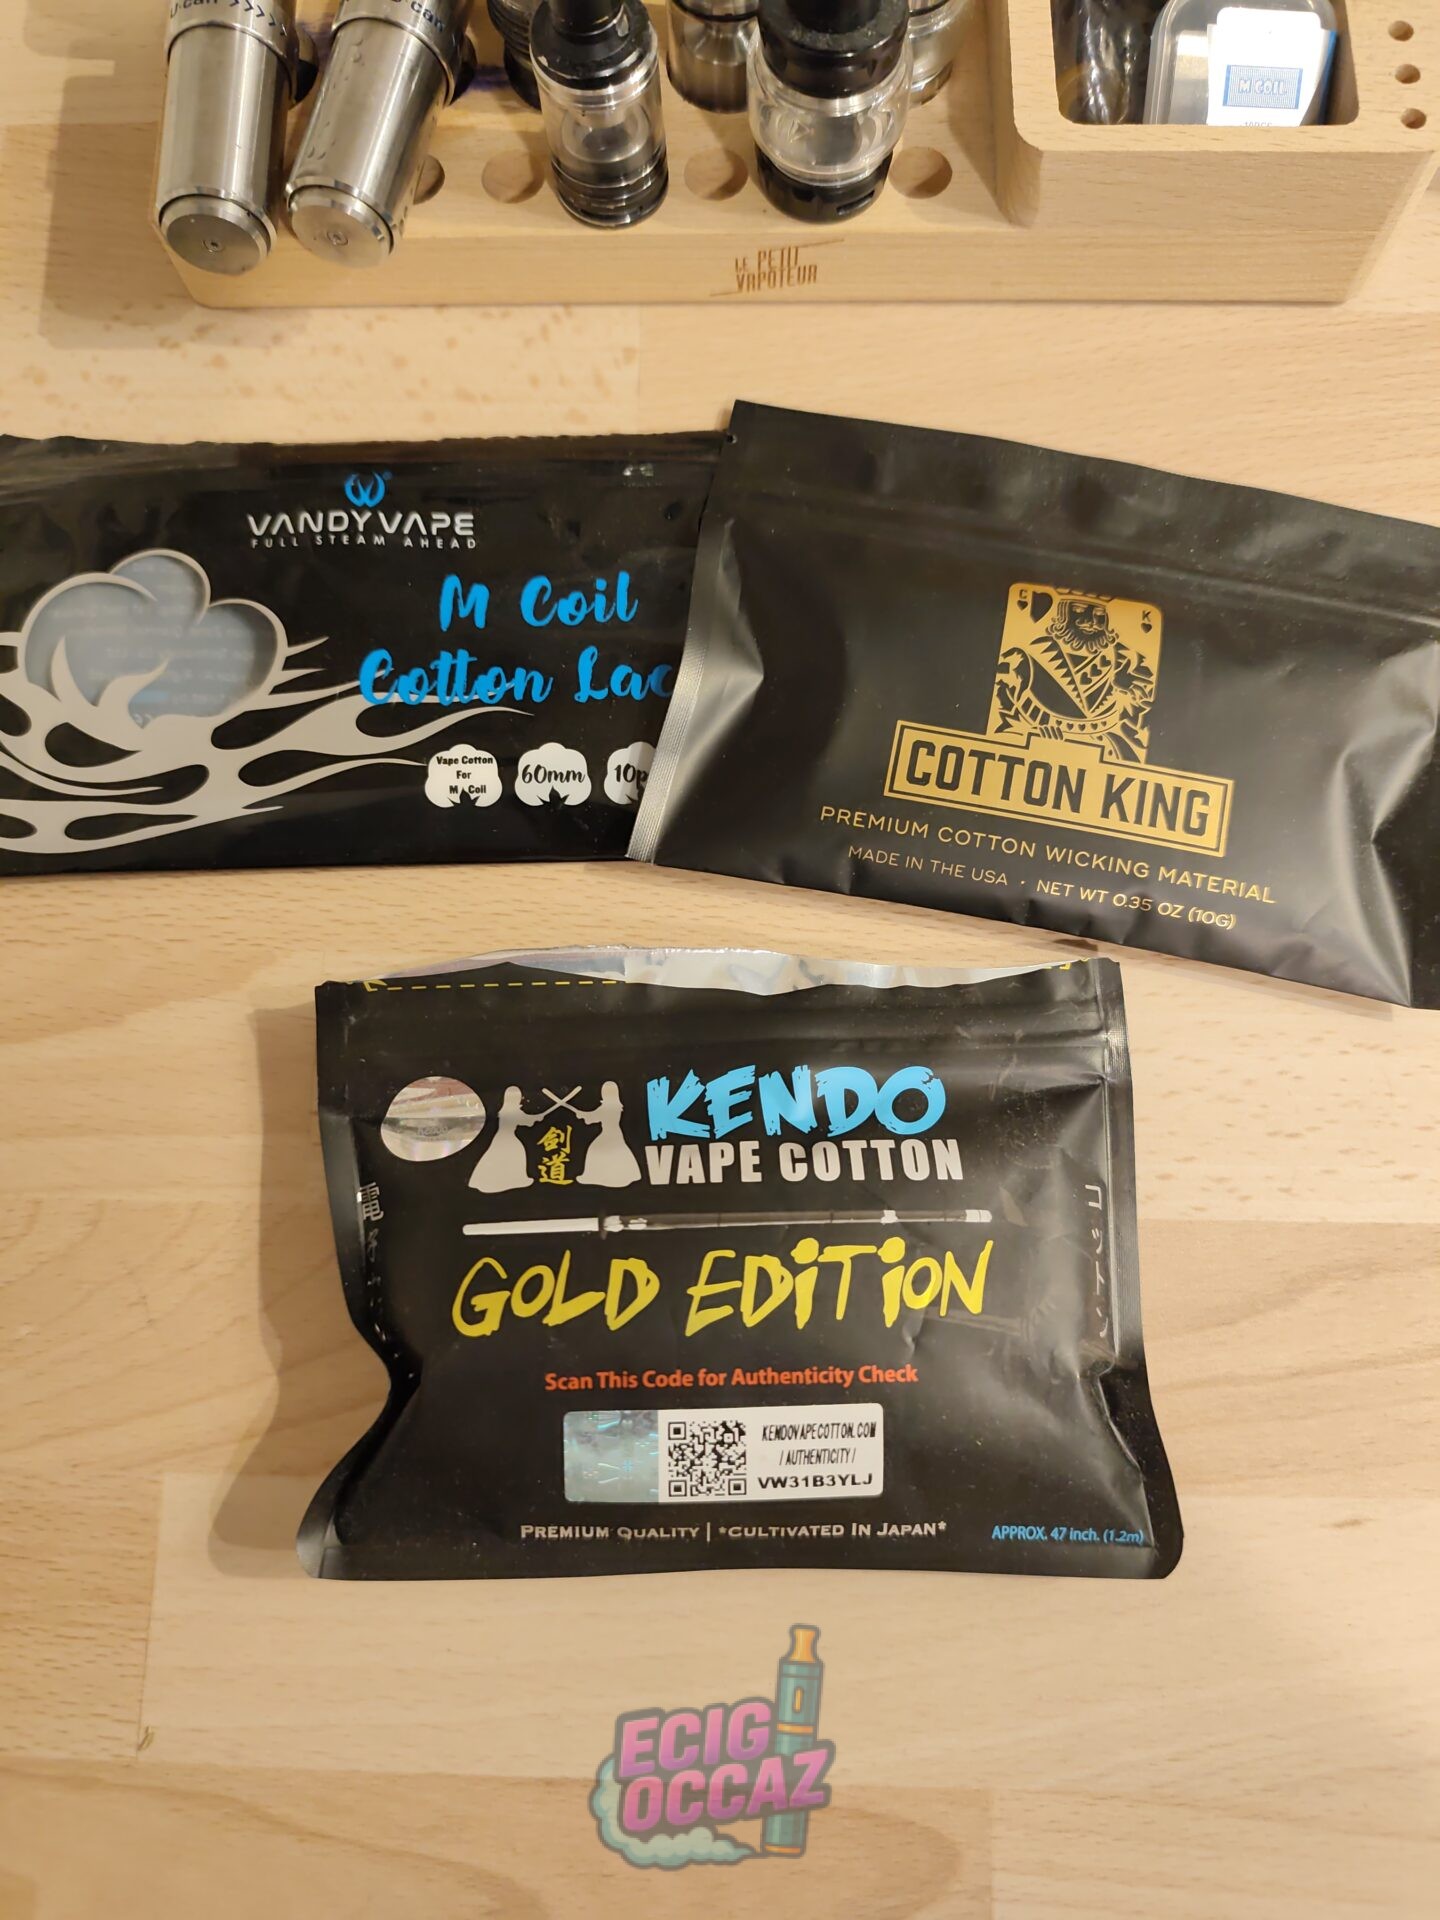 M COIL
LE PETIT
VAPOTEUR
VANDY VAPE
FULL STEAM AHEAD
M Coil
Cotton Lac
Vape Cotton
For
M Coil
60mm
10p
C K
COTTON KING
PREMIUM COTTON WICKING MATERIAL
MADE IN THE USA · NET WT 0.35 OZ (10G)
剣道
KENDO
VAPE COTTON
GOLD EDITION
Scan This Code for Authenticity Check
KENDOVAPECOTTON.COM
/AUTHENTICITY/
VW31B3YLJ
PREMIUM QUALITY | *CULTIVATED IN JAPAN*
APPROX. 47 inch. (1.2m)
ECIG
OCCAZ